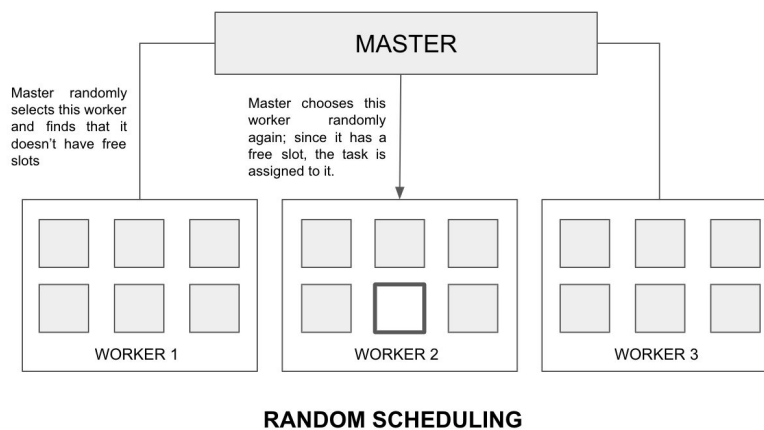 MASTER
Master randomly
selects this worker
and finds that it
doesn't have free
slots
Master chooses this
worker randomly
again; since it has a
free slot, the task is
assigned to it.
WORKER 1
WORKER 2
WORKER 3
RANDOM SCHEDULING